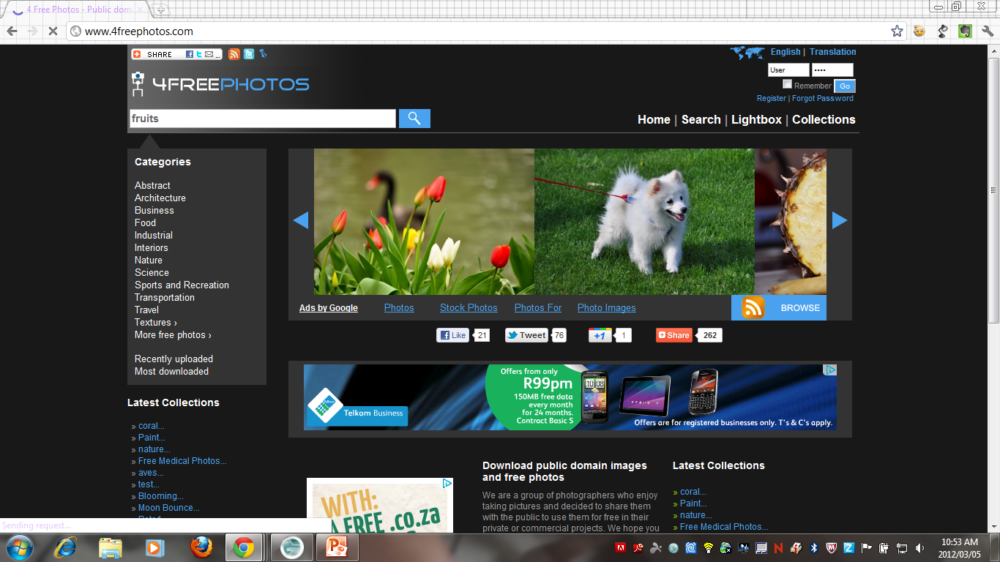 4 Free Photos - Public dom
www.4freephotos.com
SHARE
English | Translation
User
4FREEPHOTOS
Remember Go
Register | Forgot Password
fruits
Home | Search | Lightbox | Collections
Categories
Abstract
Architecture
Business
Food
Industrial
Interiors
Nature
Science
Sports and Recreation
Transportation
Travel
Textures ›
More free photos ›
Recently uploaded
Most downloaded
Ads by Google Photos Stock Photos Photos For Photo Images BROWSE
Like 21 Tweet 76 +1 1 Share 262
Offers from only
R99pm
150MB free data
every month
for 24 months.
Contract Basic S
Telkom Business
Offers are for registered businesses only. T's & C's apply.
Latest Collections
» coral...
» Paint...
» nature...
» Free Medical Photos...
» aves...
» test...
» Blooming...
» Moon Bounce...
WITH:
A FREE .co.za
Download public domain images
and free photos
We are a group of photographers who enjoy
taking pictures and decided to share them
with the public to use them for free in their
private or commercial projects. We hope you
Latest Collections
» coral...
» Paint...
» nature...
» Free Medical Photos...
Sending request...
10:53 AM
2012/03/05